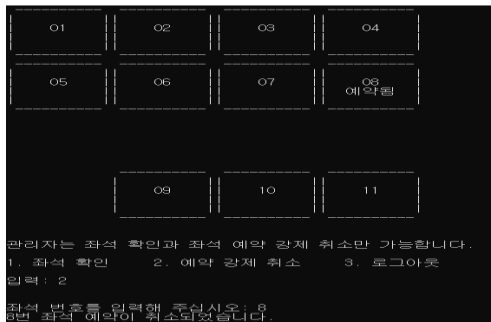 01 02 03 04
05 06 07 08
예약됨
09 10 11
관리자는 좌석 확인과 좌석 예약 강제 취소만 가능합니다.
1. 좌석 확인 2. 예약 강제 취소 3. 로그아웃
입력: 2
좌석 번호를 입력해 주십시오: 8
8번 좌석 예약이 취소되었습니다.